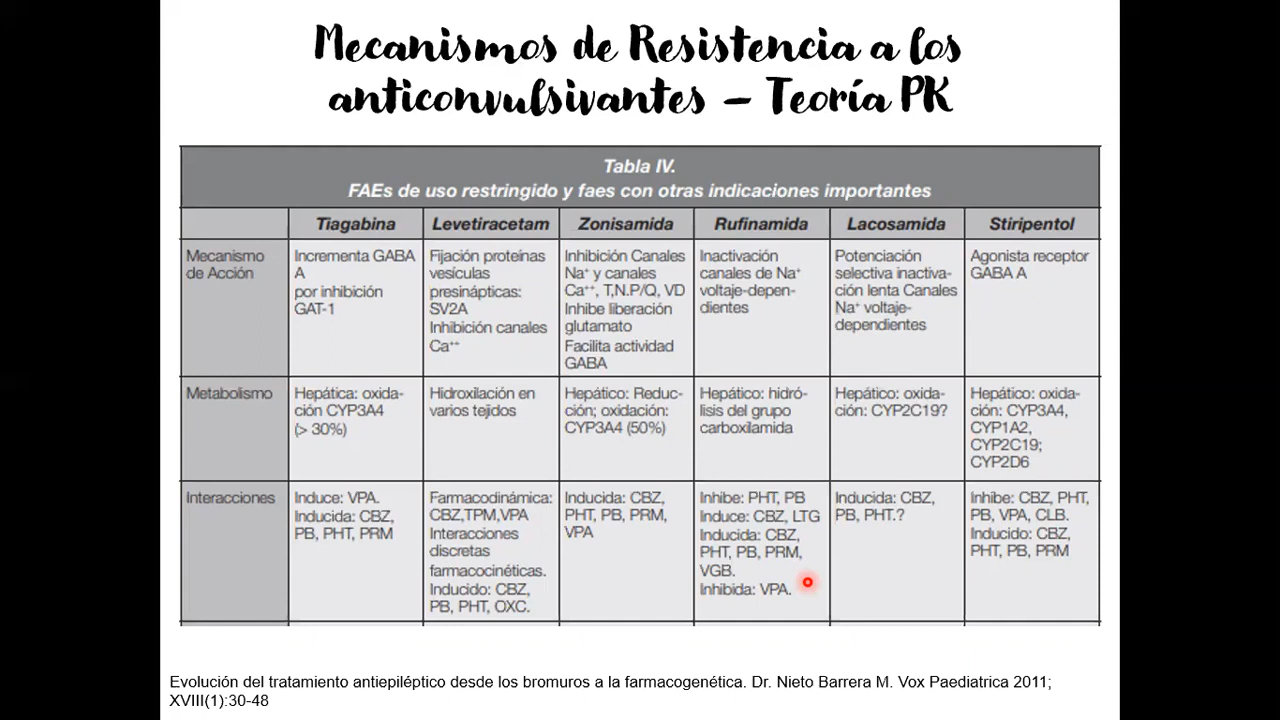 Mecanismos de Resistencia a los
anticonvulsivantes – Teoría PK
Tabla IV.
FAEs de uso restringido y faes con otras indicaciones importantes
Tiagabina
Levetiracetam
Zonisamida
Rufinamida
Lacosamida
Stiripentol
Mecanismo
de Acción
Incrementa GABA
A
por inhibición
GAT-1
Fijación proteínas
vesículas
presinápticas:
SV2A
Inhibición canales
Ca⁺⁺
Inhibición Canales
Na⁺ y canales
Ca⁺⁺, T,N.P/Q, VD
Inhibe liberación
glutamato
Facilita actividad
GABA
Inactivación
canales de Na⁺
voltaje-depen-
dientes
Potenciación
selectiva inactiva-
ción lenta Canales
Na⁺ voltaje-
dependientes
Agonista receptor
GABA A
Metabolismo
Hepática: oxida-
ción CYP3A4
(> 30%)
Hidroxilación en
varios tejidos
Hepático: Reduc-
ción; oxidación:
CYP3A4 (50%)
Hepático: hidró-
lisis del grupo
carboxilamida
Hepático: oxida-
ción: CYP2C19?
Hepático: oxida-
ción: CYP3A4,
CYP1A2,
CYP2C19;
CYP2D6
Interacciones
Induce: VPA.
Inducida: CBZ,
PB, PHT, PRM
Farmacodinámica:
CBZ,TPM,VPA
Interacciones
discretas
farmacocinéticas.
Inducido: CBZ,
PB, PHT, OXC.
Inducida: CBZ,
PHT, PB, PRM,
VPA
Inhibe: PHT, PB
Induce: CBZ, LTG
Inducida: CBZ,
PHT, PB, PRM,
VGB.
Inhibida: VPA.
Inducida: CBZ,
PB, PHT.?
Inhibe: CBZ, PHT,
PB, VPA, CLB.
Inducido: CBZ,
PHT, PB, PRM
Evolución del tratamiento antiepiléptico desde los bromuros a la farmacogenética. Dr. Nieto Barrera M. Vox Paediatrica 2011;
XVIII(1):30-48